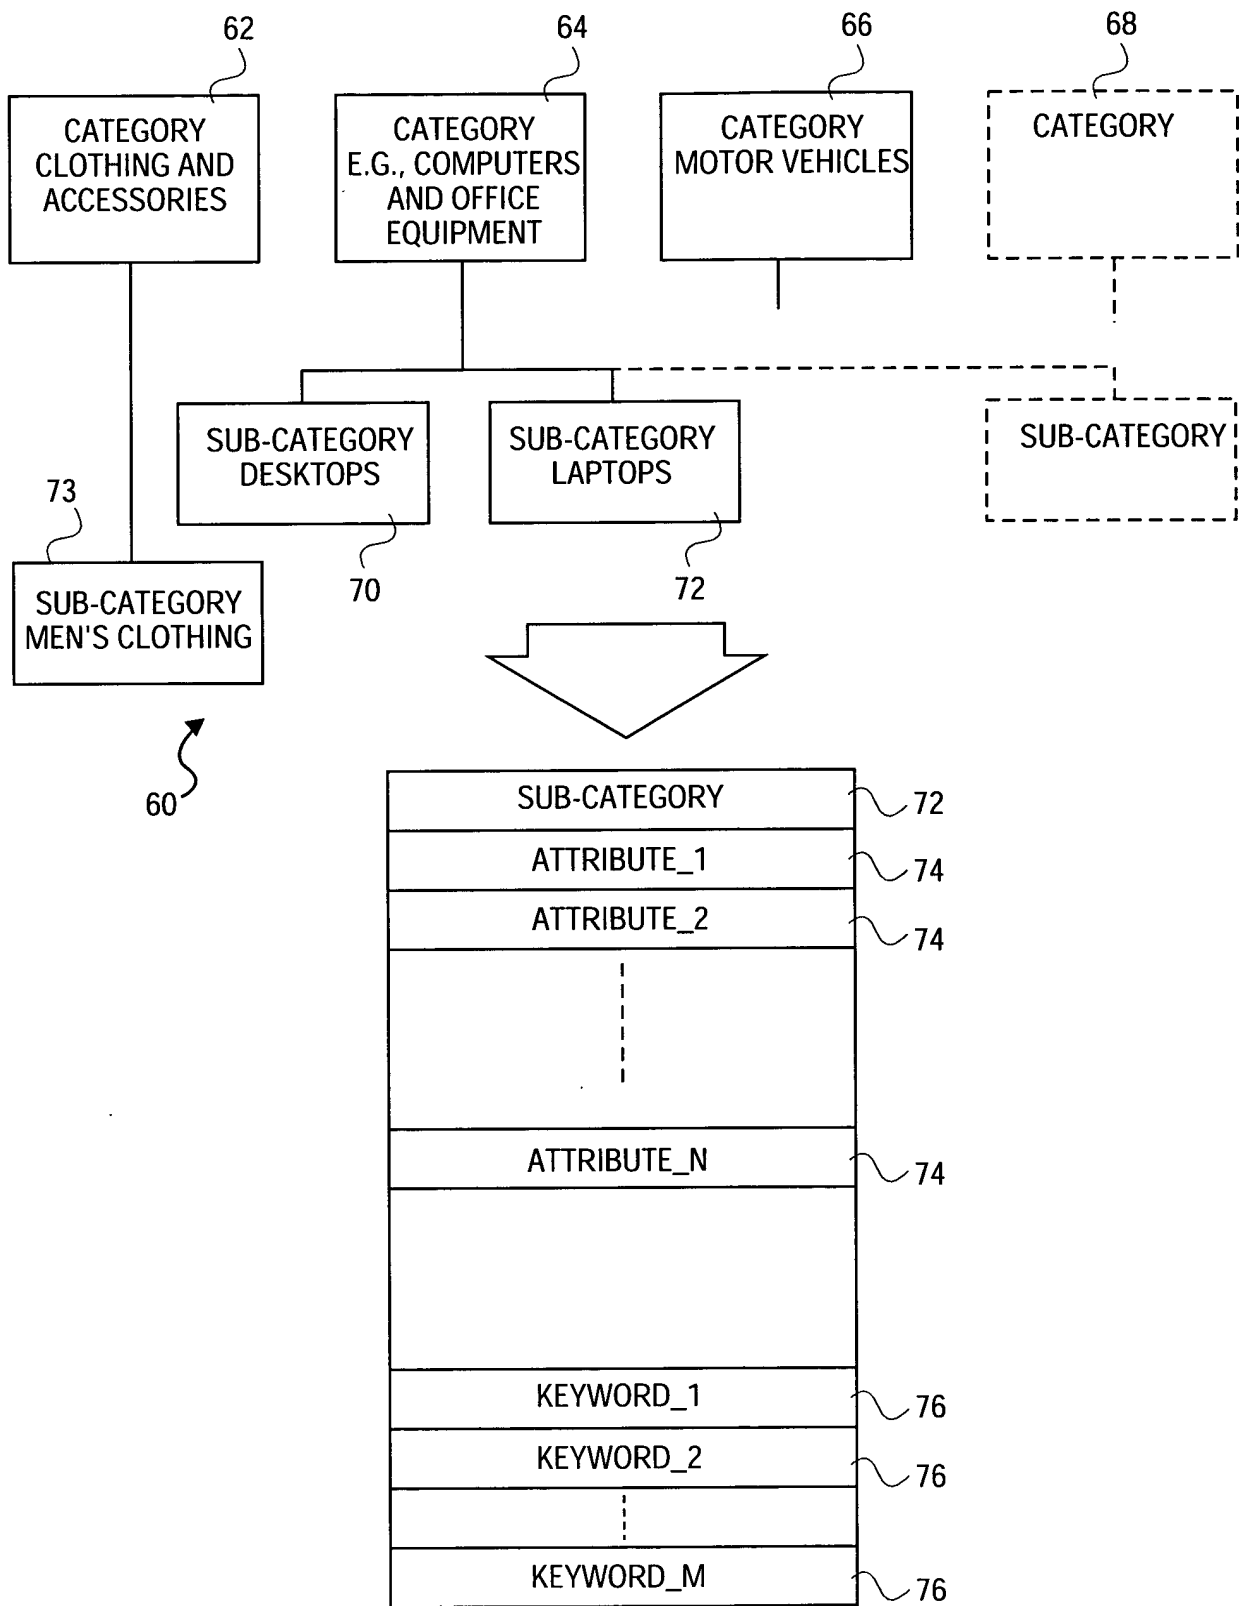 62
64
66
68
CATEGORY
CLOTHING AND
ACCESSORIES
CATEGORY
E.G., COMPUTERS
AND OFFICE
EQUIPMENT
CATEGORY
MOTOR VEHICLES
CATEGORY
SUB-CATEGORY
DESKTOPS
SUB-CATEGORY
LAPTOPS
SUB-CATEGORY
73
70
72
SUB-CATEGORY
MEN'S CLOTHING
60
SUB-CATEGORY
72
ATTRIBUTE_1
74
ATTRIBUTE_2
74
ATTRIBUTE_N
74
KEYWORD_1
76
KEYWORD_2
76
KEYWORD_M
76